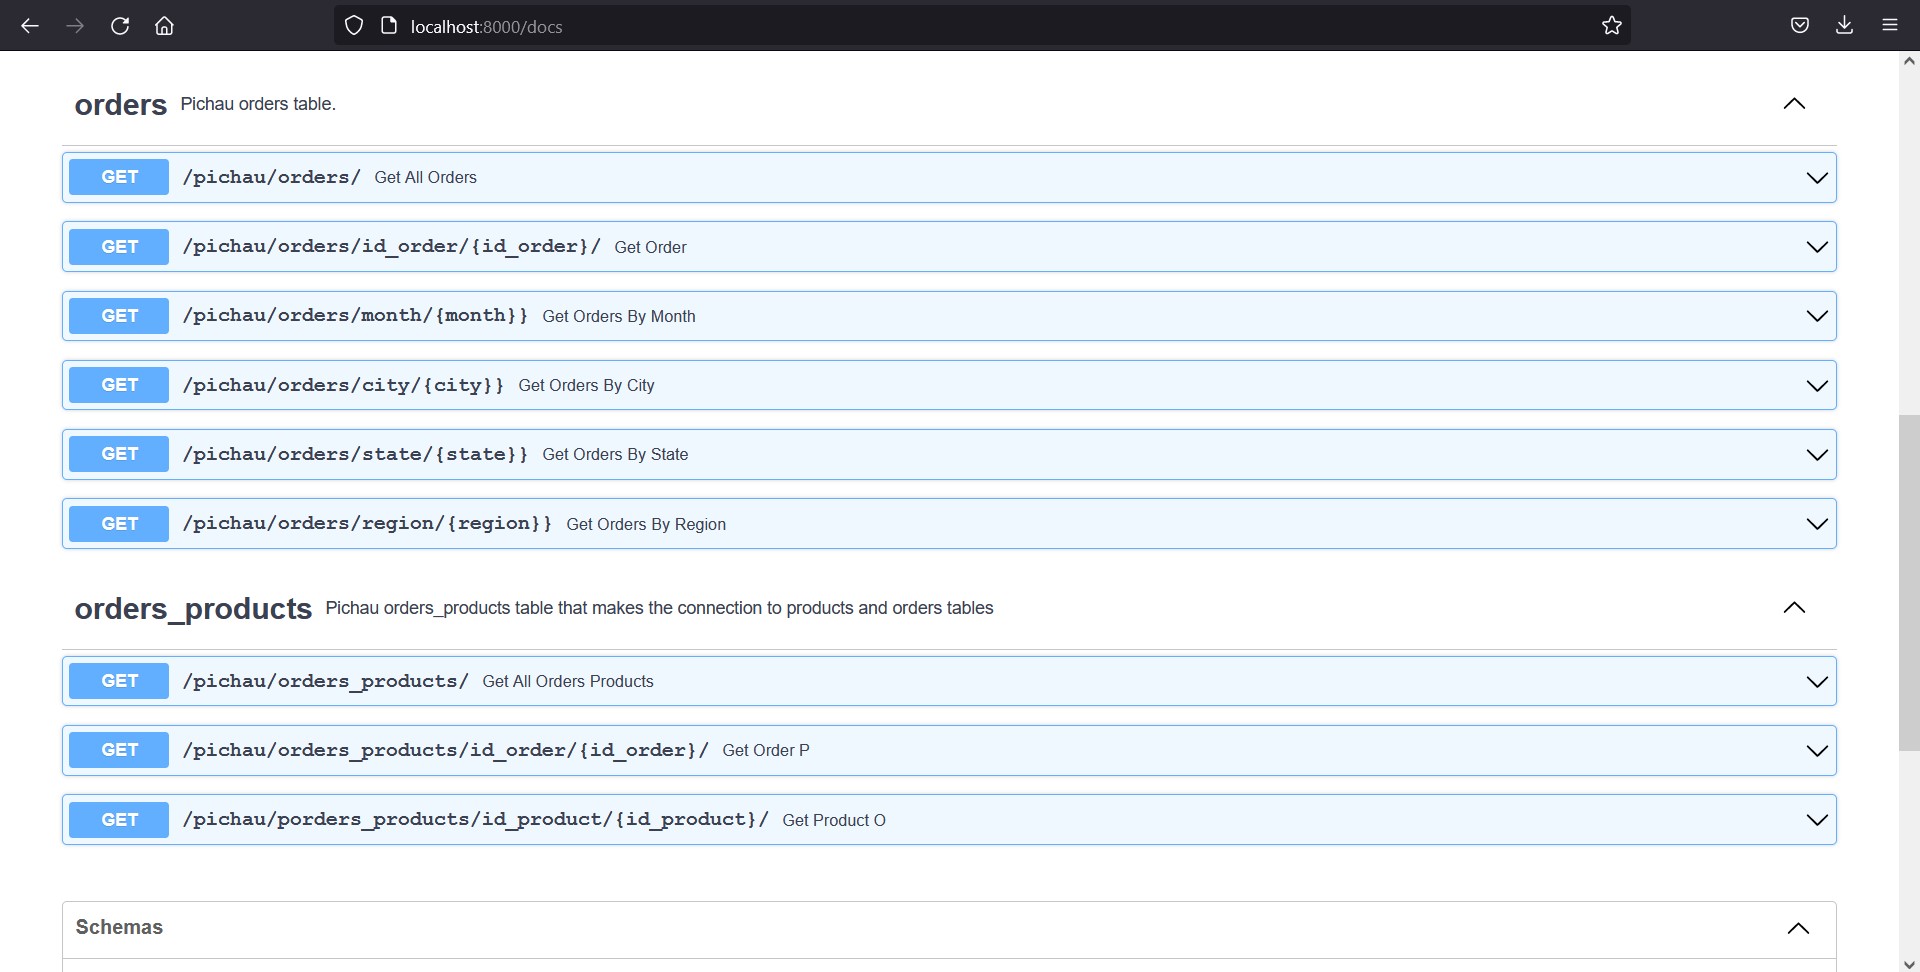 localhost:8000/docs
orders Pichau orders table.
GET /pichau/orders/ Get All Orders
GET /pichau/orders/id_order/{id_order}/ Get Order
GET /pichau/orders/month/{month}} Get Orders By Month
GET /pichau/orders/city/{city}} Get Orders By City
GET /pichau/orders/state/{state}} Get Orders By State
GET /pichau/orders/region/{region}} Get Orders By Region
orders_products Pichau orders_products table that makes the connection to products and orders tables
GET /pichau/orders_products/ Get All Orders Products
GET /pichau/orders_products/id_order/{id_order}/ Get Order P
GET /pichau/porders_products/id_product/{id_product}/ Get Product O
Schemas